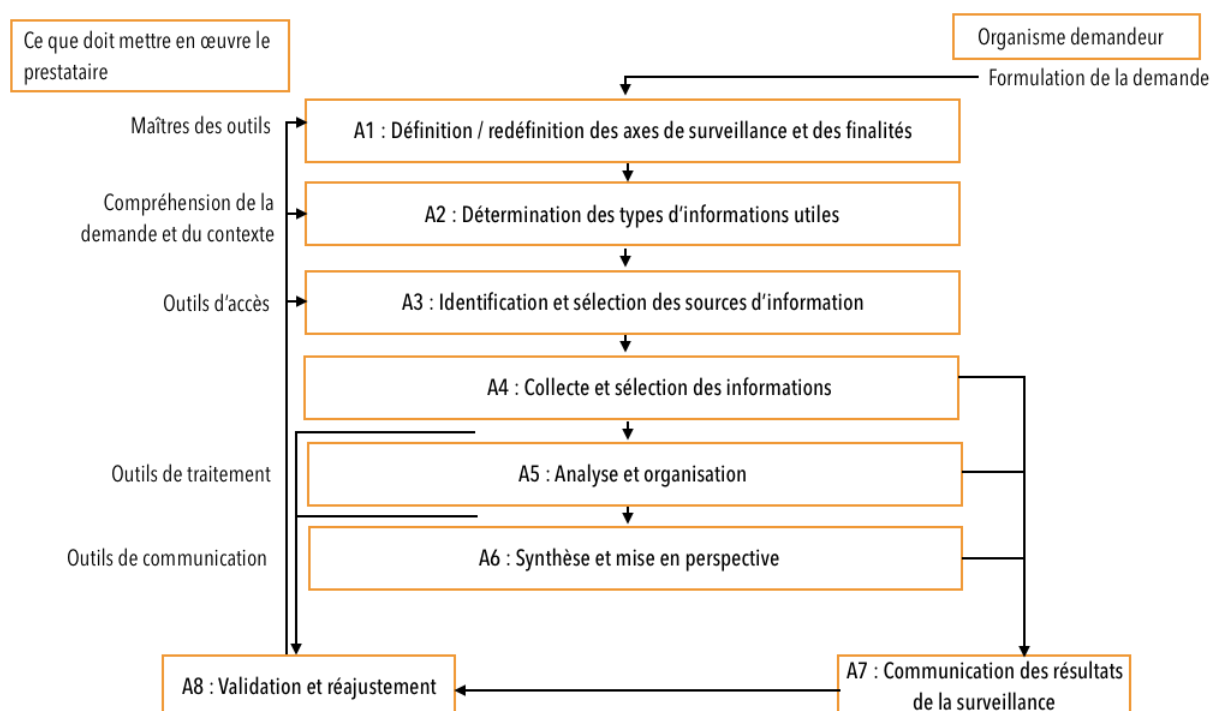 Ce que doit mettre en œuvre le
prestataire
Organisme demandeur
Formulation de la demande
Maîtres des outils
A1 : Définition / redéfinition des axes de surveillance et des finalités
Compréhension de la
demande et du contexte
A2 : Détermination des types d'informations utiles
Outils d'accès
A3 : Identification et sélection des sources d'information
A4 : Collecte et sélection des informations
Outils de traitement
A5 : Analyse et organisation
Outils de communication
A6 : Synthèse et mise en perspective
A8 : Validation et réajustement
A7 : Communication des résultats
de la surveillance